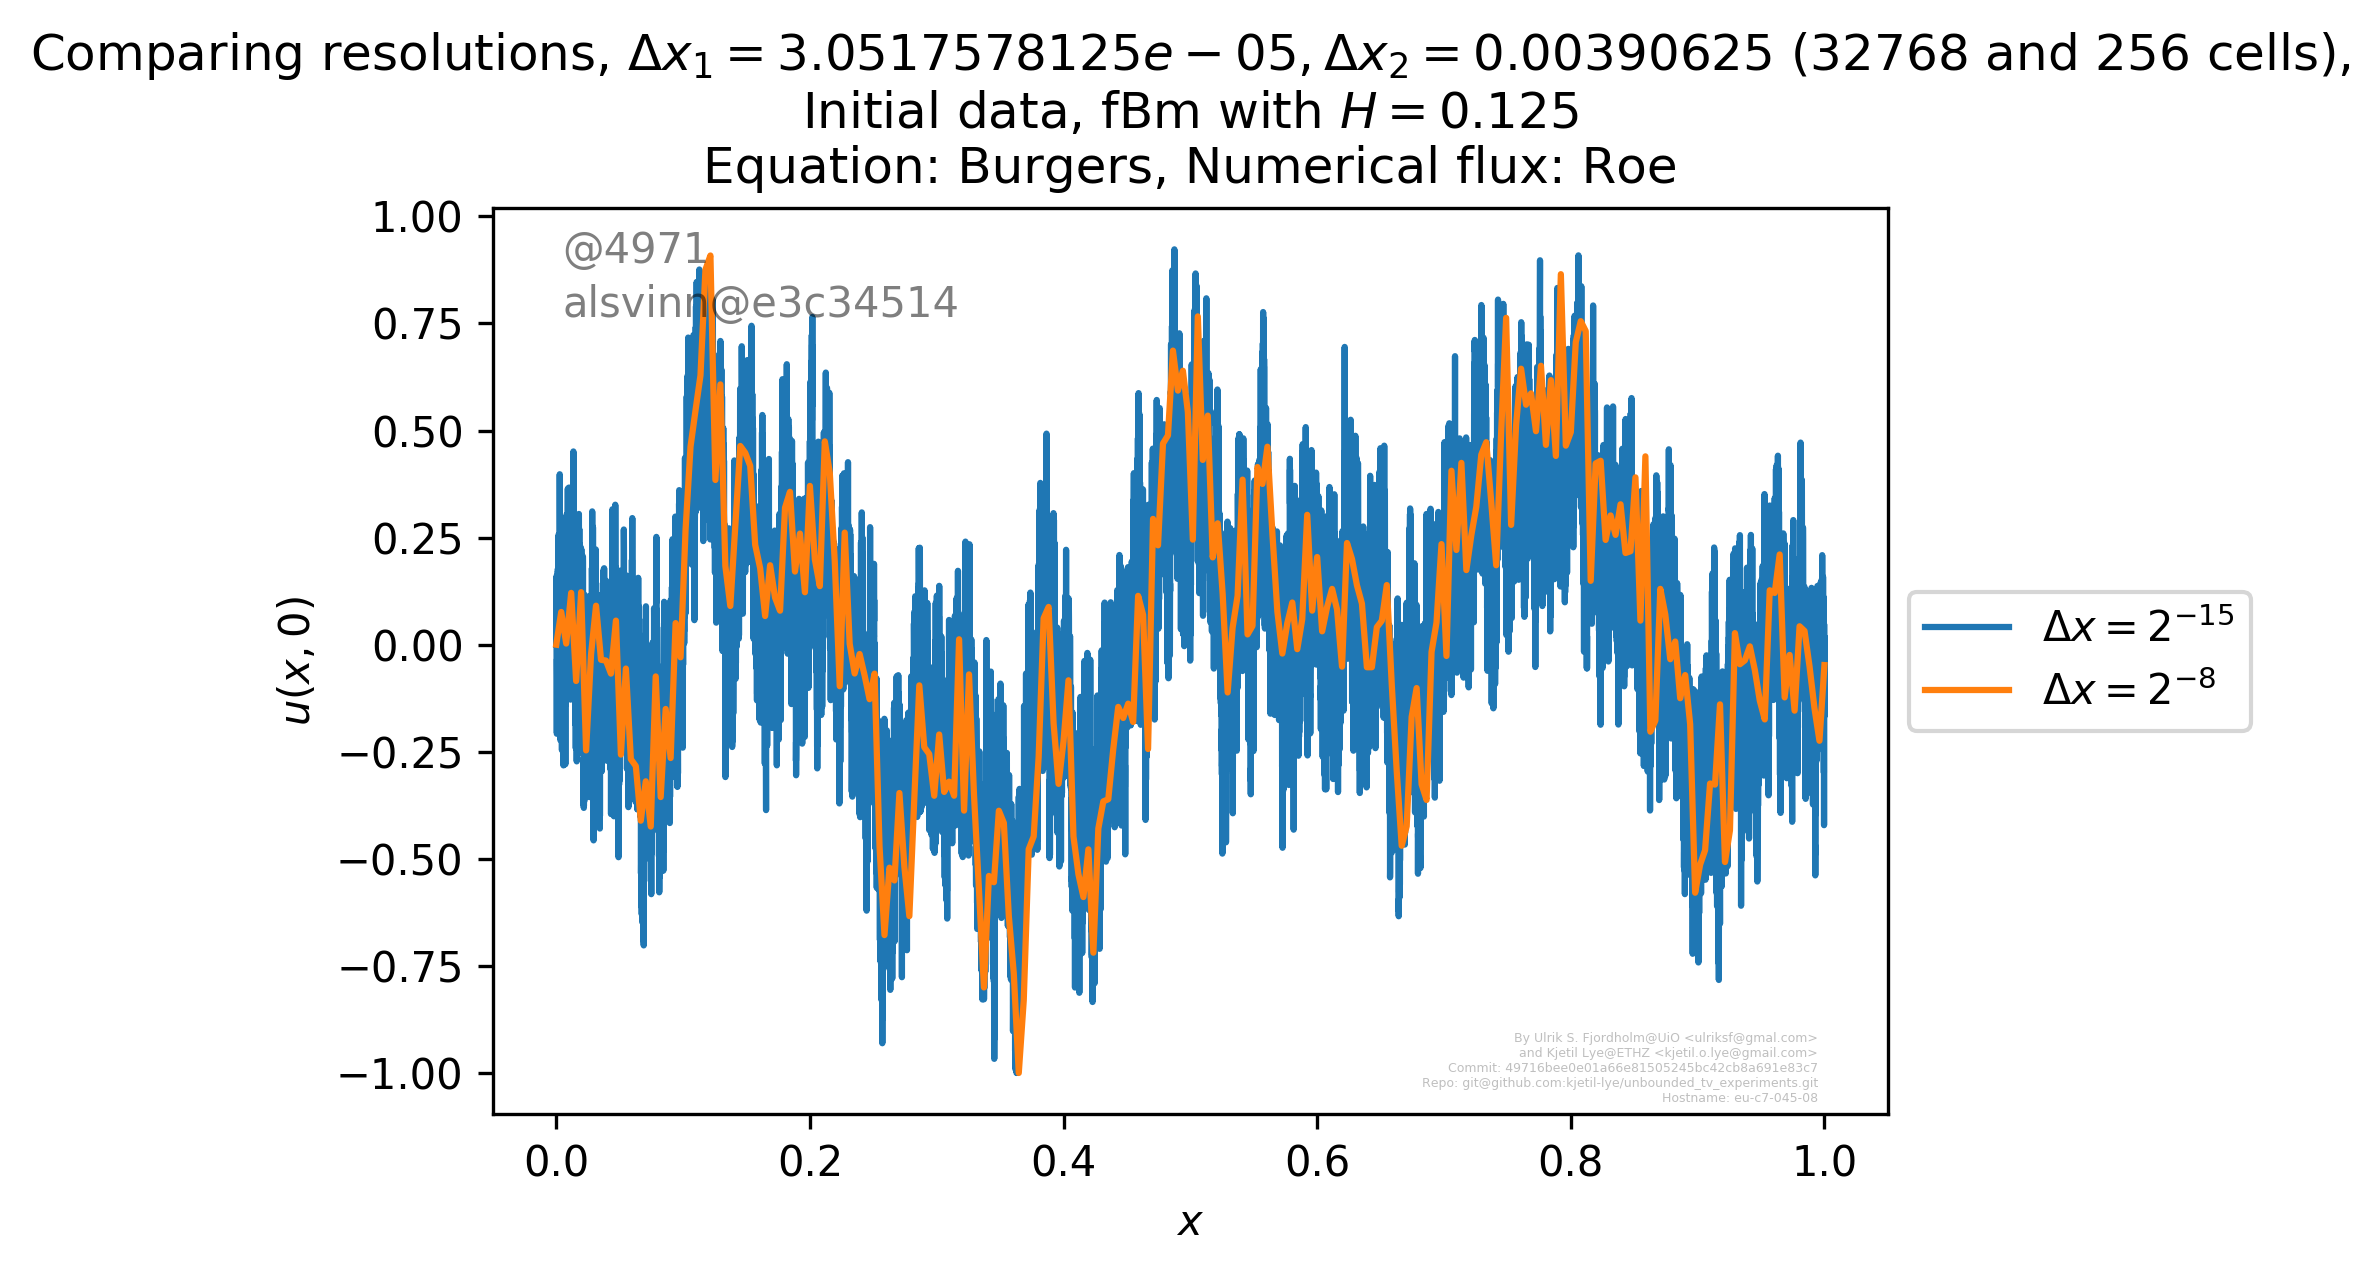 Comparing resolutions, Δx₁ = 3.0517578125e − 05, Δx₂ = 0.00390625 (32768 and 256 cells),
Initial data, fBm with H = 0.125
Equation: Burgers, Numerical flux: Roe
@4971
alsvinn@e3c34514
1.00
0.75
0.50
0.25
0.00
−0.25
−0.50
−0.75
−1.00
u(x, 0)
Δx = 2⁻¹⁵
Δx = 2⁻⁸
By Ulrik S. Fjordholm@UiO <ulriksf@gmal.com>
and Kjetil Lye@ETHZ <kjetil.o.lye@gmail.com>
Commit: 49716bee0e01a66e81505245bc42cb8a691e83c7
Repo: git@github.com:kjetil-lye/unbounded_tv_experiments.git
Hostname: eu-c7-045-08
0.0 0.2 0.4 0.6 0.8 1.0
x